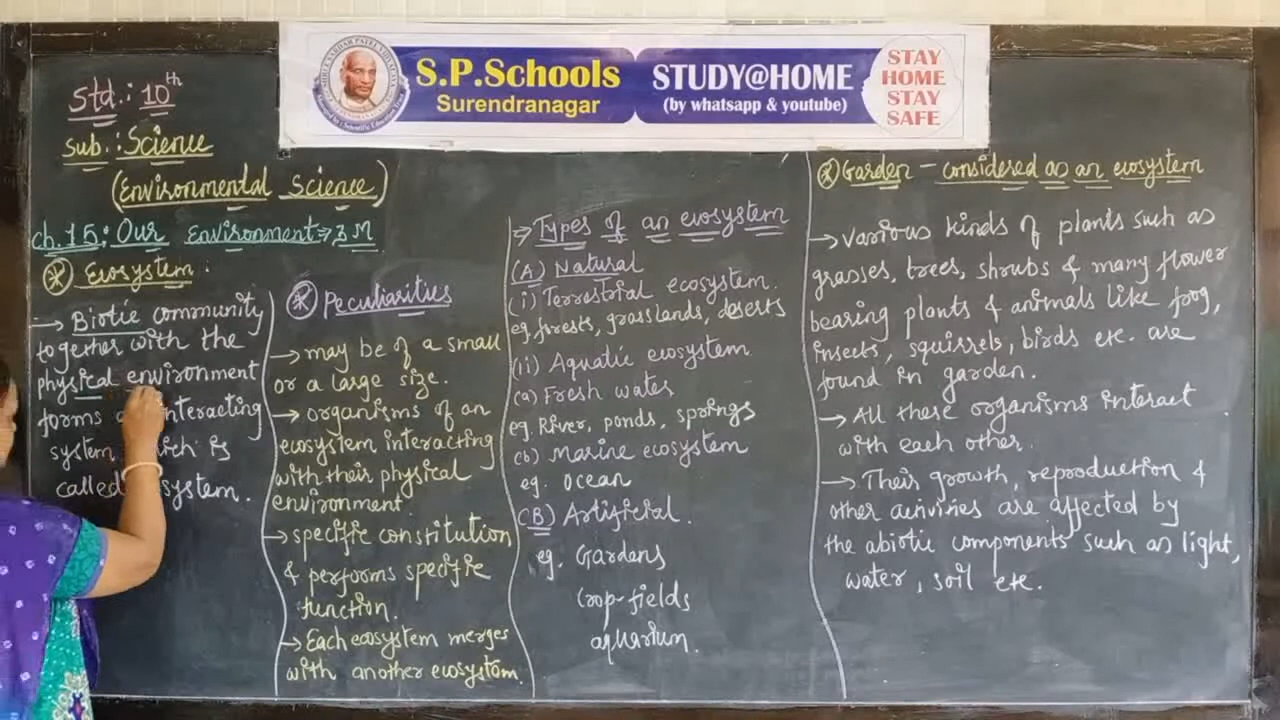 S.P.Schools
Surendranagar
STUDY@HOME
(by whatsapp & youtube)
STAY
HOME
STAY
SAFE
Std.: 10th
Sub.: Science
(Environmental Science)
ch. 15: Our Environment ⇒ 3 M
* Ecosystem:
→ Biotic community
together with the
physical environment
forms interacting
system is
called system.
* Peculiarities
→ may be of a small
or a large size.
→ organisms of an
ecosystem interacting
with their physical
environment.
→ specific constitution
& performs specific
function.
→ Each ecosystem merges
with another ecosystem.
⇒ Types of an ecosystem
(A) Natural
(i) Terrestrial ecosystem.
eg. forests, grasslands, deserts
(ii) Aquatic ecosystem
(a) Fresh water
eg. River, ponds, springs
(b) Marine ecosystem
eg. Ocean
(B) Artificial.
eg. Gardens
Crop-fields
aquarium.
* Garden - considered as an ecosystem
→ Various kinds of plants such as
grasses, trees, shrubs & many flower
bearing plants & animals like frog,
insects, squirrels, birds etc. are
found in garden.
→ All these organisms interact
with each other.
→ Their growth, reproduction &
other activities are affected by
the abiotic components such as light,
water, soil etc.